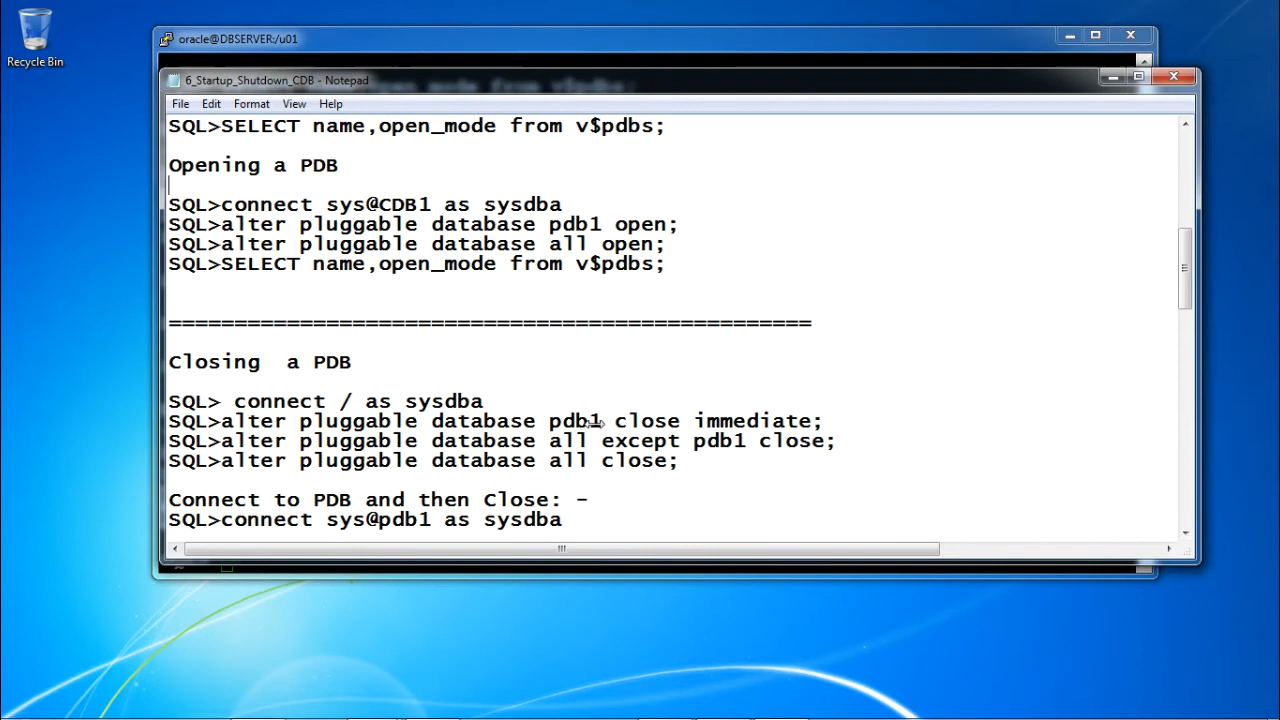 Recycle Bin
oracle@DBSERVER:/u01
6_Startup_Shutdown_CDB - Notepad
File Edit Format View Help
SQL>SELECT name,open_mode from v$pdbs;
Opening a PDB
SQL>connect sys@CDB1 as sysdba
SQL>alter pluggable database pdb1 open;
SQL>alter pluggable database all open;
SQL>SELECT name,open_mode from v$pdbs;
=================================================
Closing  a PDB
SQL> connect / as sysdba
SQL>alter pluggable database pdb1 close immediate;
SQL>alter pluggable database all except pdb1 close;
SQL>alter pluggable database all close;
Connect to PDB and then Close: -
SQL>connect sys@pdb1 as sysdba